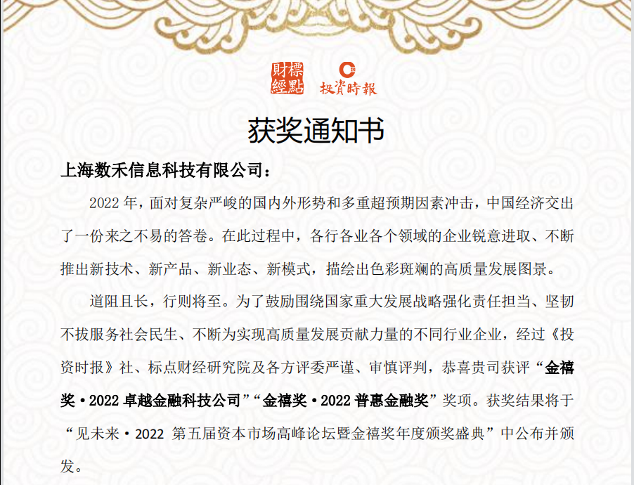 財標
經點
投資時報
获奖通知书
上海数禾信息科技有限公司：
2022 年，面对复杂严峻的国内外形势和多重超预期因素冲击，中国经济交出
了一份来之不易的答卷。在此过程中，各行各业各个领域的企业锐意进取、不断
推出新技术、新产品、新业态、新模式，描绘出色彩斑斓的高质量发展图景。
道阻且长，行则将至。为了鼓励围绕国家重大发展战略强化责任担当、坚韧
不拔服务社会民生、不断为实现高质量发展贡献力量的不同行业企业，经过《投
资时报》社、标点财经研究院及各方评委严谨、审慎评判，恭喜贵司获评“金禧
奖·2022 卓越金融科技公司”“金禧奖·2022 普惠金融奖”奖项。获奖结果将于
“见未来·2022 第五届资本市场高峰论坛暨金禧奖年度颁奖盛典”中公布并颁
发。